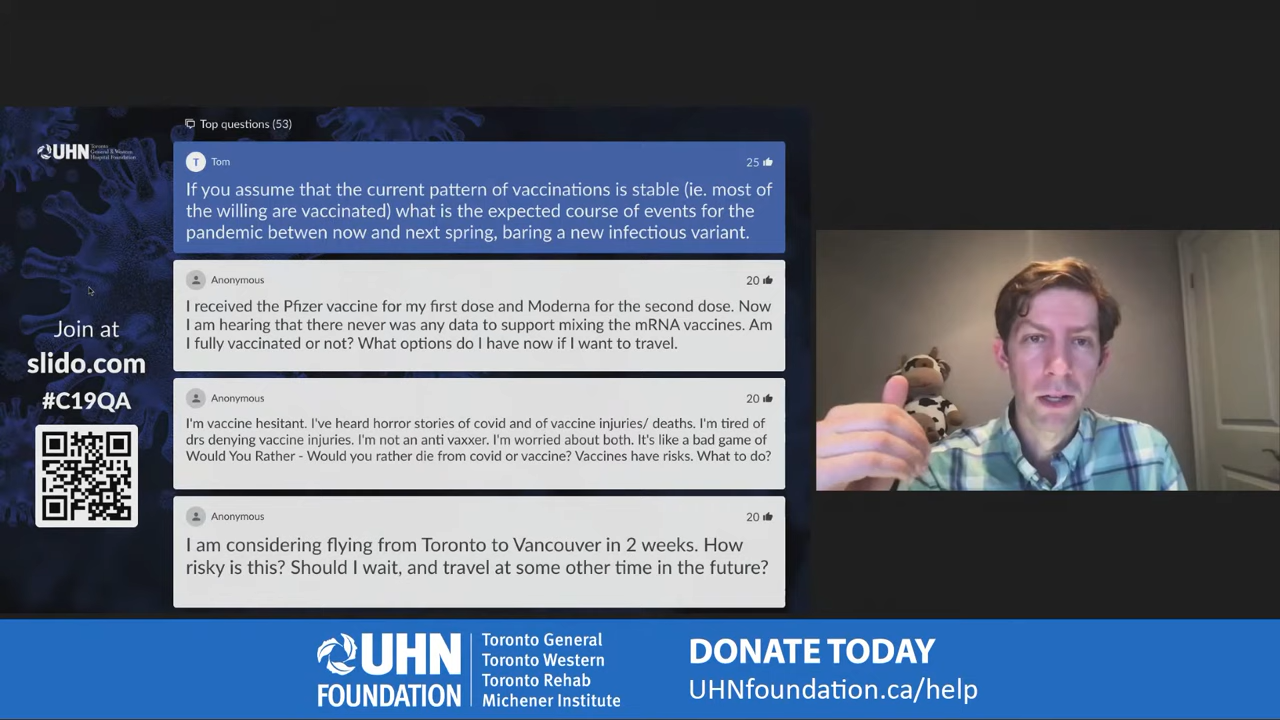 Top questions (53)
UHN Toronto
General & Western
Hospital Foundation
T Tom 25
If you assume that the current pattern of vaccinations is stable (ie. most of
the willing are vaccinated) what is the expected course of events for the
pandemic betwen now and next spring, baring a new infectious variant.
Anonymous 20
I received the Pfizer vaccine for my first dose and Moderna for the second dose. Now
I am hearing that there never was any data to support mixing the mRNA vaccines. Am
I fully vaccinated or not? What options do I have now if I want to travel.
Anonymous 20
I'm vaccine hesitant. I've heard horror stories of covid and of vaccine injuries/ deaths. I'm tired of
drs denying vaccine injuries. I'm not an anti vaxxer. I'm worried about both. It's like a bad game of
Would You Rather - Would you rather die from covid or vaccine? Vaccines have risks. What to do?
Anonymous 20
I am considering flying from Toronto to Vancouver in 2 weeks. How
risky is this? Should I wait, and travel at some other time in the future?
Join at
slido.com
#C19QA
UHN
FOUNDATION
Toronto General
Toronto Western
Toronto Rehab
Michener Institute
DONATE TODAY
UHNfoundation.ca/help